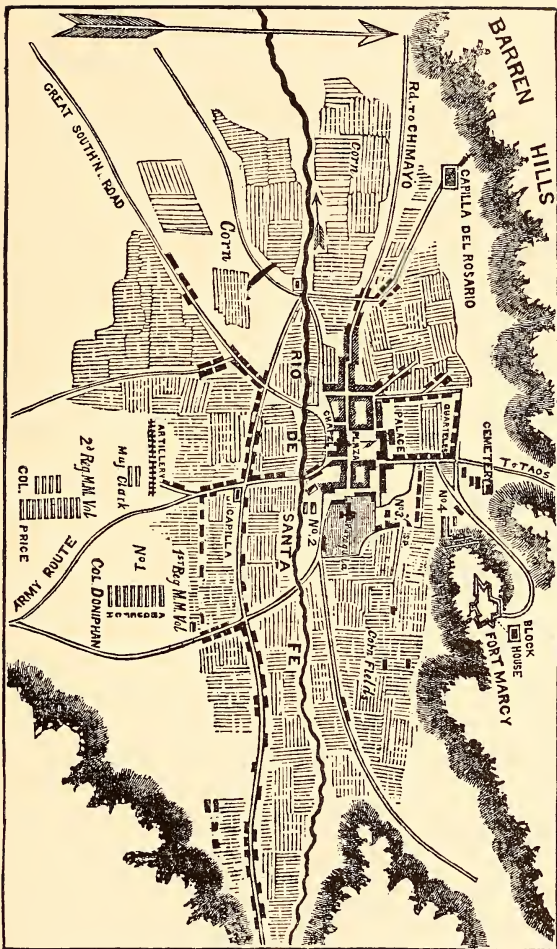 BARREN HILLS
Rd. TO CHIMAYO
CAPILLA DEL ROSARIO
GREAT SOUTH'N. ROAD
Corn
Corn
CEMETERY
To TAOS
QUARTELS
PALACE
PLAZA
CHAPEL
No. 4
No. 3
BLOCK HOUSE
FORT MARCY
RIO DE SANTA FE
No. 2
Corn Fields
ARTILLERY
Maj Clark
CAPILLA
2d Reg M.M. Vol
COL. PRICE
ARMY ROUTE
No 1
1st Reg M.M. Vol
COL DONIPHAN